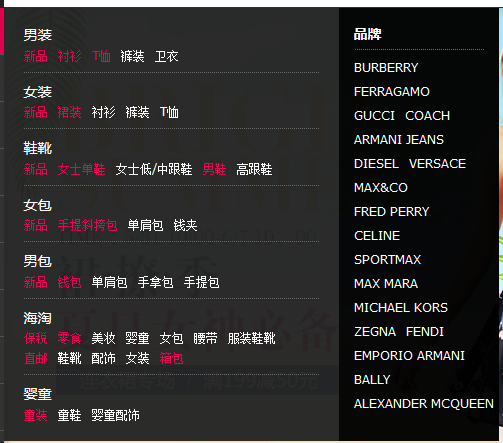 男装
新品 衬衫 T恤 裤装 卫衣
女装
新品 裙装 衬衫 裤装 T恤
鞋靴
新品 女士单鞋 女士低/中跟鞋 男鞋 高跟鞋
女包
新品 手提斜挎包 单肩包 钱夹
男包
新品 钱包 单肩包 手拿包 手提包
海淘
保税 零食 美妆 婴童 女包 腰带 服装鞋靴
直邮 鞋靴 配饰 女装 箱包
婴童
童装 童鞋 婴童配饰
品牌
BURBERRY
FERRAGAMO
GUCCI COACH
ARMANI JEANS
DIESEL VERSACE
MAX&CO
FRED PERRY
CELINE
SPORTMAX
MAX MARA
MICHAEL KORS
ZEGNA FENDI
EMPORIO ARMANI
BALLY
ALEXANDER MCQUEEN